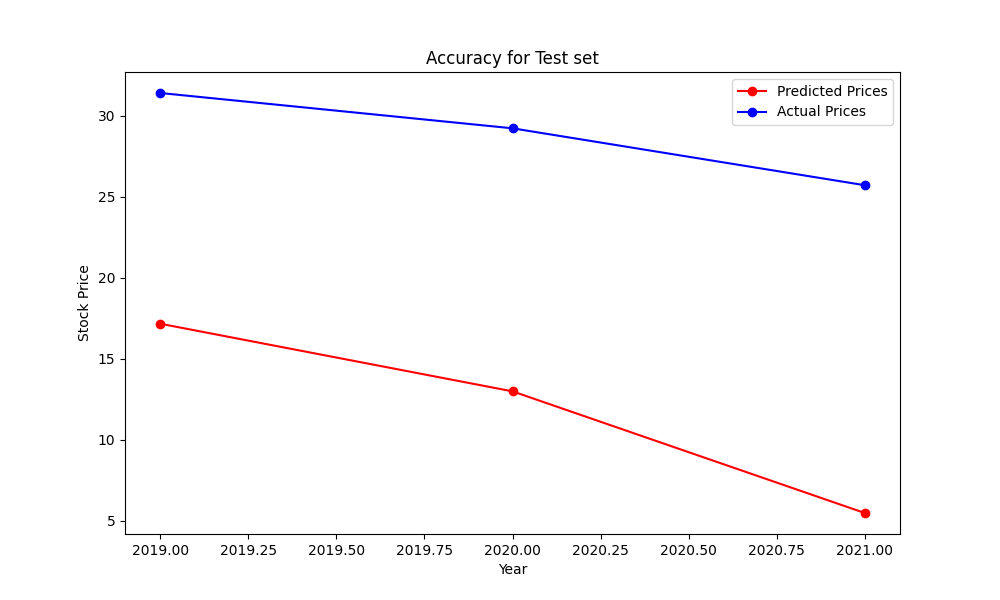 Accuracy for Test set
Predicted Prices
Actual Prices
30
25
20
15
10
5
Stock Price
2019.00 2019.25 2019.50 2019.75 2020.00 2020.25 2020.50 2020.75 2021.00
Year